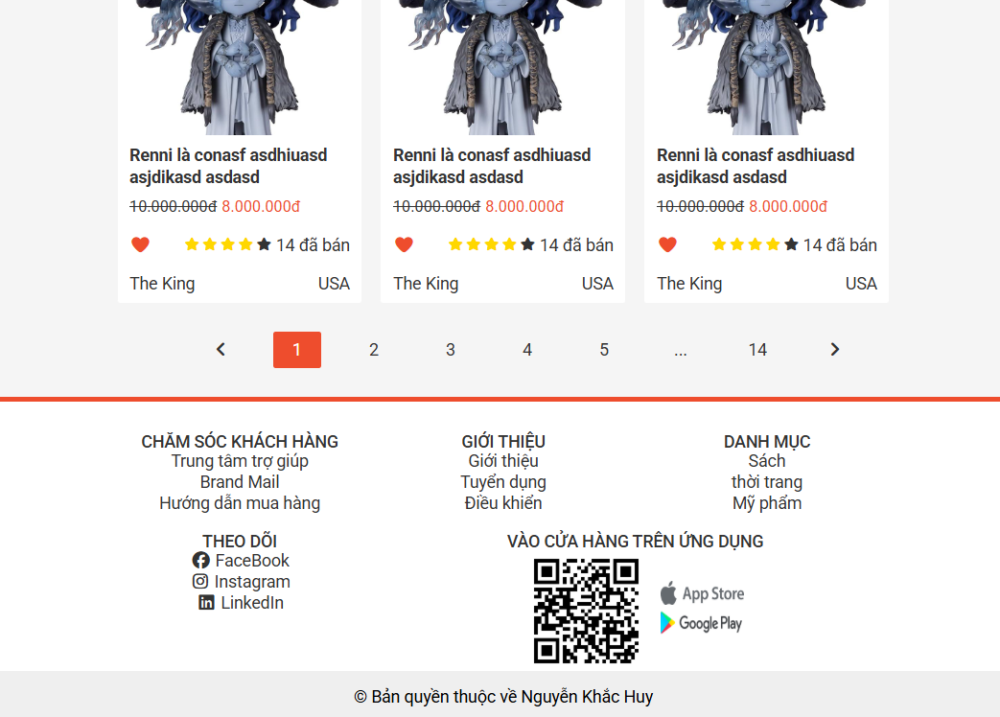 Renni là conasf asdhiuasd
asjdikasd asdasd
10.000.000đ 8.000.000đ
14 đã bán
The King USA
Renni là conasf asdhiuasd
asjdikasd asdasd
10.000.000đ 8.000.000đ
14 đã bán
The King USA
Renni là conasf asdhiuasd
asjdikasd asdasd
10.000.000đ 8.000.000đ
14 đã bán
The King USA
1 2 3 4 5 ... 14
CHĂM SÓC KHÁCH HÀNG
Trung tâm trợ giúp
Brand Mail
Hướng dẫn mua hàng
GIỚI THIỆU
Giới thiệu
Tuyển dụng
Điều khiển
DANH MỤC
Sách
thời trang
Mỹ phẩm
THEO DÕI
FaceBook
Instagram
LinkedIn
VÀO CỬA HÀNG TRÊN ỨNG DỤNG
App Store
Google Play
© Bản quyền thuộc về Nguyễn Khắc Huy